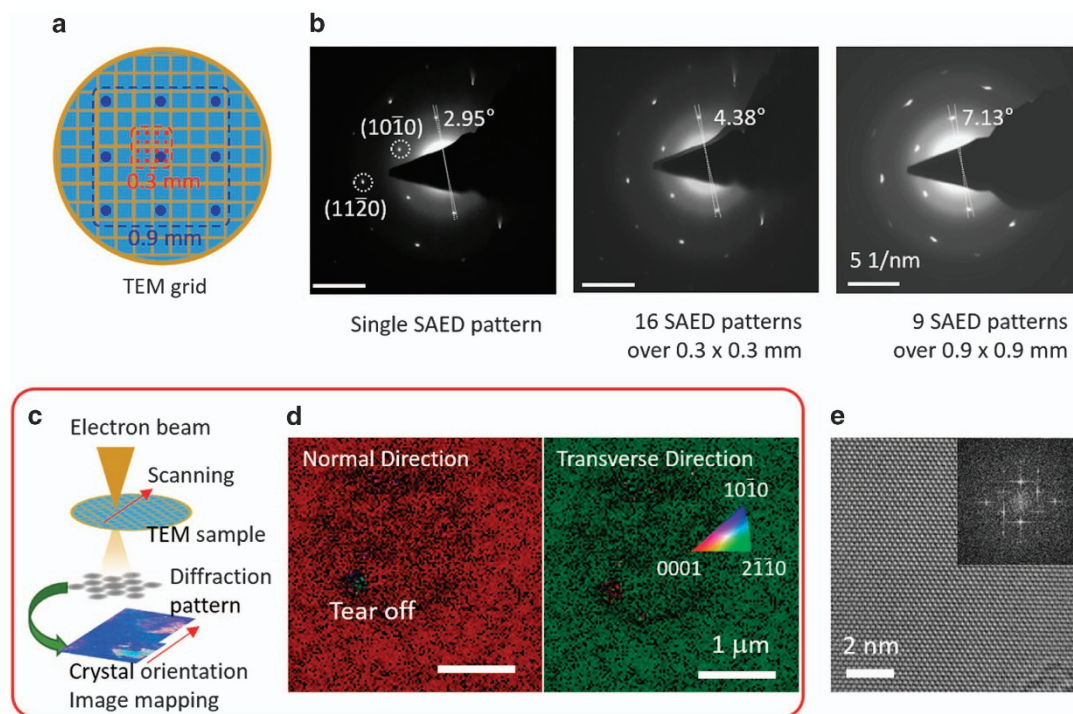 a
0.3 mm
0.9 mm
TEM grid
b
2.95°
(101̅0)
(112̅0)
Single SAED pattern
4.38°
16 SAED patterns
over 0.3 x 0.3 mm
7.13°
5 1/nm
9 SAED patterns
over 0.9 x 0.9 mm
c
Electron beam
Scanning
TEM sample
Diffraction
pattern
Crystal orientation
Image mapping
d
Normal Direction
Tear off
Transverse Direction
101̅0
0001
21̅1̅0
1 μm
e
2 nm